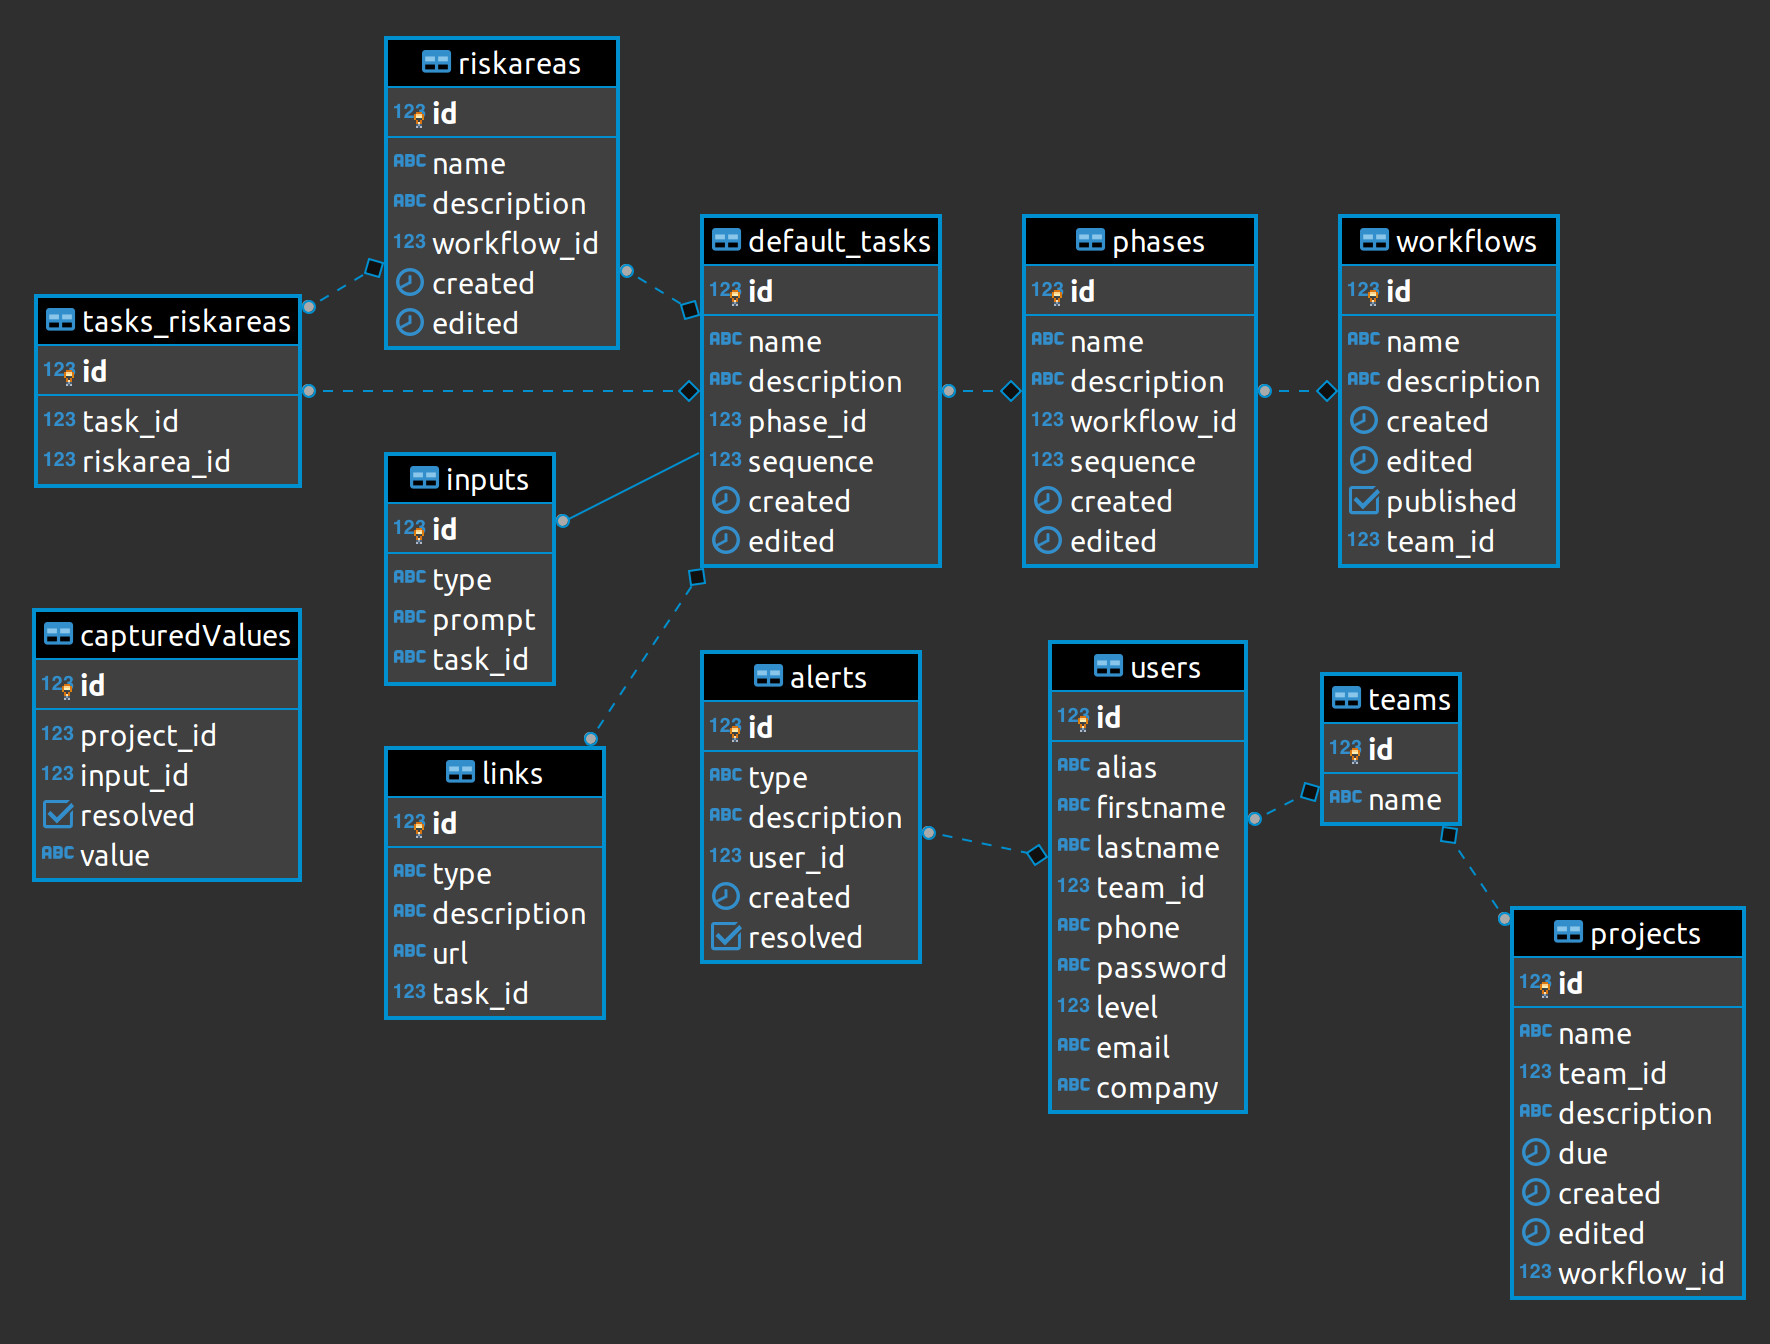 riskareas
123 id
ABC name
ABC description
123 workflow_id
created
edited
tasks_riskareas
123 id
123 task_id
123 riskarea_id
default_tasks
123 id
ABC name
ABC description
123 phase_id
123 sequence
created
edited
phases
123 id
ABC name
ABC description
123 workflow_id
123 sequence
created
edited
workflows
123 id
ABC name
ABC description
created
edited
published
123 team_id
inputs
123 id
ABC type
ABC prompt
ABC task_id
capturedValues
123 id
123 project_id
123 input_id
resolved
ABC value
links
123 id
ABC type
ABC description
ABC url
123 task_id
alerts
123 id
ABC type
ABC description
123 user_id
created
resolved
users
123 id
ABC alias
ABC firstname
ABC lastname
123 team_id
ABC phone
ABC password
123 level
ABC email
ABC company
teams
123 id
ABC name
projects
123 id
ABC name
123 team_id
ABC description
due
created
edited
123 workflow_id